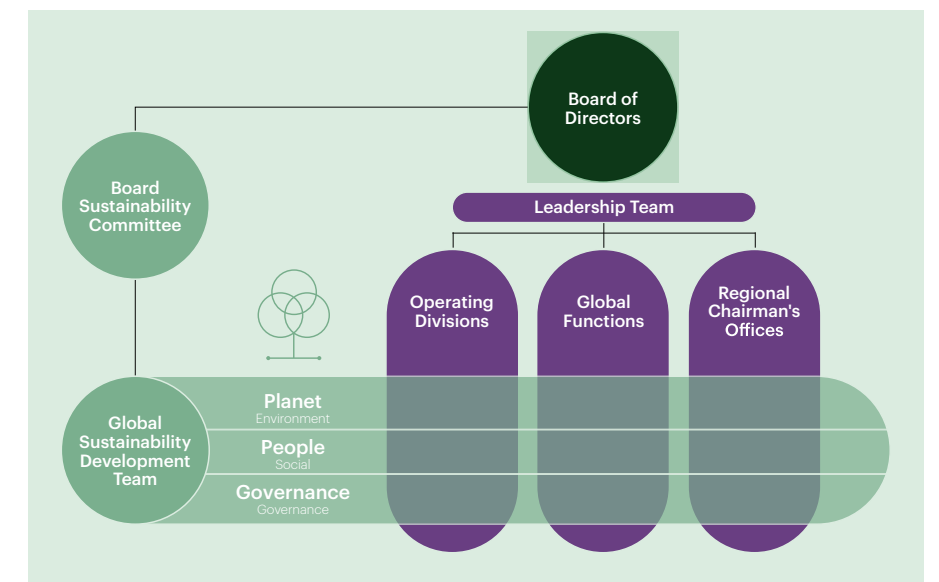 Board of
Directors
Board
Sustainability
Committee
Leadership Team
Operating
Divisions
Global
Functions
Regional
Chairman's
Offices
Global
Sustainability
Development
Team
Planet
Environment
People
Social
Governance
Governance